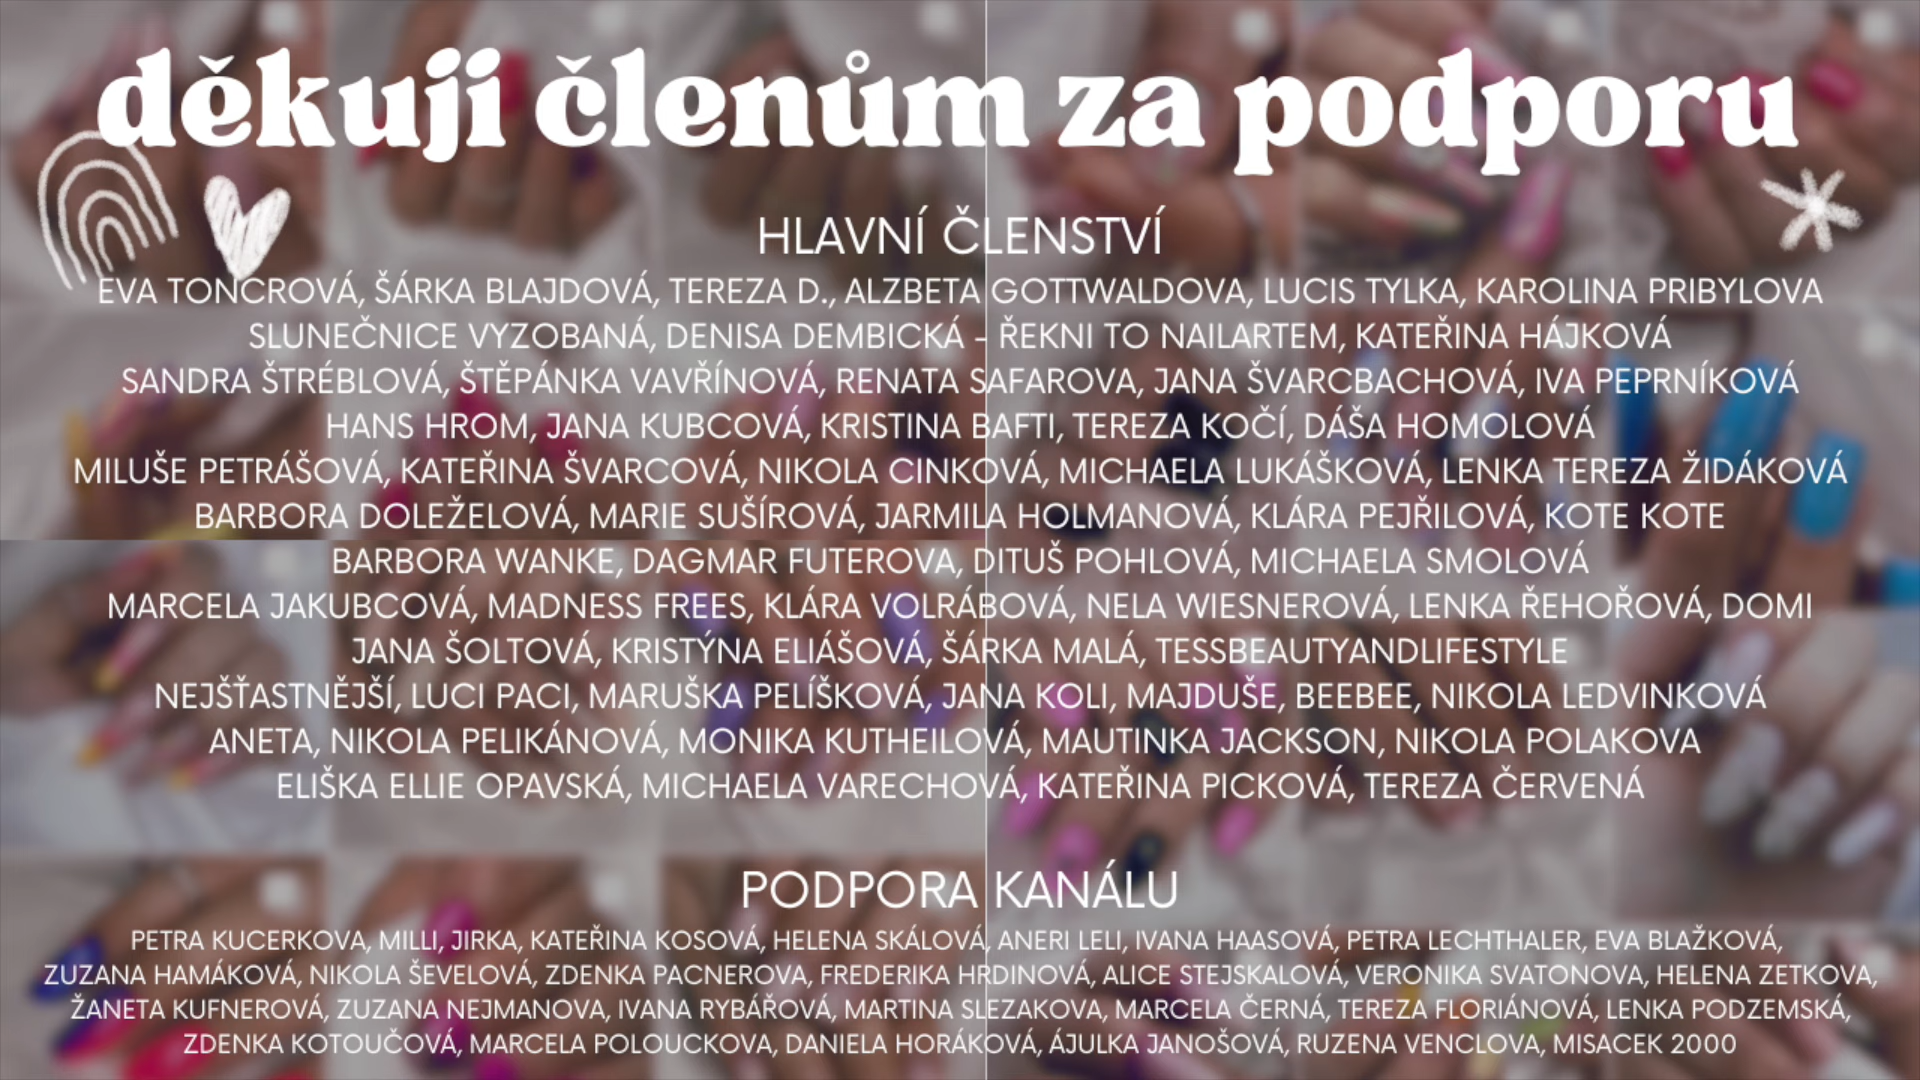 děkuji členům za podporu
HLAVNÍ ČLENSTVÍ
EVA TONCROVÁ, ŠÁRKA BLAJDOVÁ, TEREZA D., ALZBETA GOTTWALDOVA, LUCIS TYLKA, KAROLINA PRIBYLOVA
SLUNEČNICE VYZOBANÁ, DENISA DEMBICKÁ - ŘEKNI TO NAILARTEM, KATEŘINA HÁJKOVÁ
SANDRA ŠTRÉBLOVÁ, ŠTĚPÁNKA VAVŘÍNOVÁ, RENATA SAFAROVA, JANA ŠVARCBACHOVÁ, IVA PEPRNÍKOVÁ
HANS HROM, JANA KUBCOVÁ, KRISTINA BAFTI, TEREZA KOČÍ, DÁŠA HOMOLOVÁ
MILUŠE PETRÁŠOVÁ, KATEŘINA ŠVARCOVÁ, NIKOLA CINKOVÁ, MICHAELA LUKÁŠKOVÁ, LENKA TEREZA ŽIDÁKOVÁ
BARBORA DOLEŽELOVÁ, MARIE SUŠÍROVÁ, JARMILA HOLMANOVÁ, KLÁRA PEJŘILOVÁ, KOTE KOTE
BARBORA WANKE, DAGMAR FUTEROVA, DITUŠ POHLOVÁ, MICHAELA SMOLOVÁ
MARCELA JAKUBCOVÁ, MADNESS FREES, KLÁRA VOLRÁBOVÁ, NELA WIESNEROVÁ, LENKA ŘEHOŘOVÁ, DOMI
JANA ŠOLTOVÁ, KRISTÝNA ELIÁŠOVÁ, ŠÁRKA MALÁ, TESSBEAUTYANDLIFESTYLE
NEJŠŤASTNĚJŠÍ, LUCI PACI, MARUŠKA PELÍŠKOVÁ, JANA KOLI, MAJDUŠE, BEEBEE, NIKOLA LEDVINKOVÁ
ANETA, NIKOLA PELIKÁNOVÁ, MONIKA KUTHEILOVÁ, MAUTINKA JACKSON, NIKOLA POLAKOVA
ELIŠKA ELLIE OPAVSKÁ, MICHAELA VARECHOVÁ, KATEŘINA PICKOVÁ, TEREZA ČERVENÁ
PODPORA KANÁLU
PETRA KUCERKOVA, MILLI, JIRKA, KATEŘINA KOSOVÁ, HELENA SKÁLOVÁ, ANERI LELI, IVANA HAASOVÁ, PETRA LECHTHALER, EVA BLAŽKOVÁ,
ZUZANA HAMÁKOVÁ, NIKOLA ŠEVELOVÁ, ZDENKA PACNEROVA, FREDERIKA HRDINOVÁ, ALICE STEJSKALOVÁ, VERONIKA SVATONOVA, HELENA ZETKOVA,
ŽANETA KUFNEROVÁ, ZUZANA NEJMANOVA, IVANA RYBÁŘOVÁ, MARTINA SLEZAKOVA, MARCELA ČERNÁ, TEREZA FLORIÁNOVÁ, LENKA PODZEMSKÁ,
ZDENKA KOTOUČOVÁ, MARCELA POLOUCKOVA, DANIELA HORÁKOVÁ, ÁJULKA JANOŠOVÁ, RUZENA VENCLOVA, MISACEK 2000